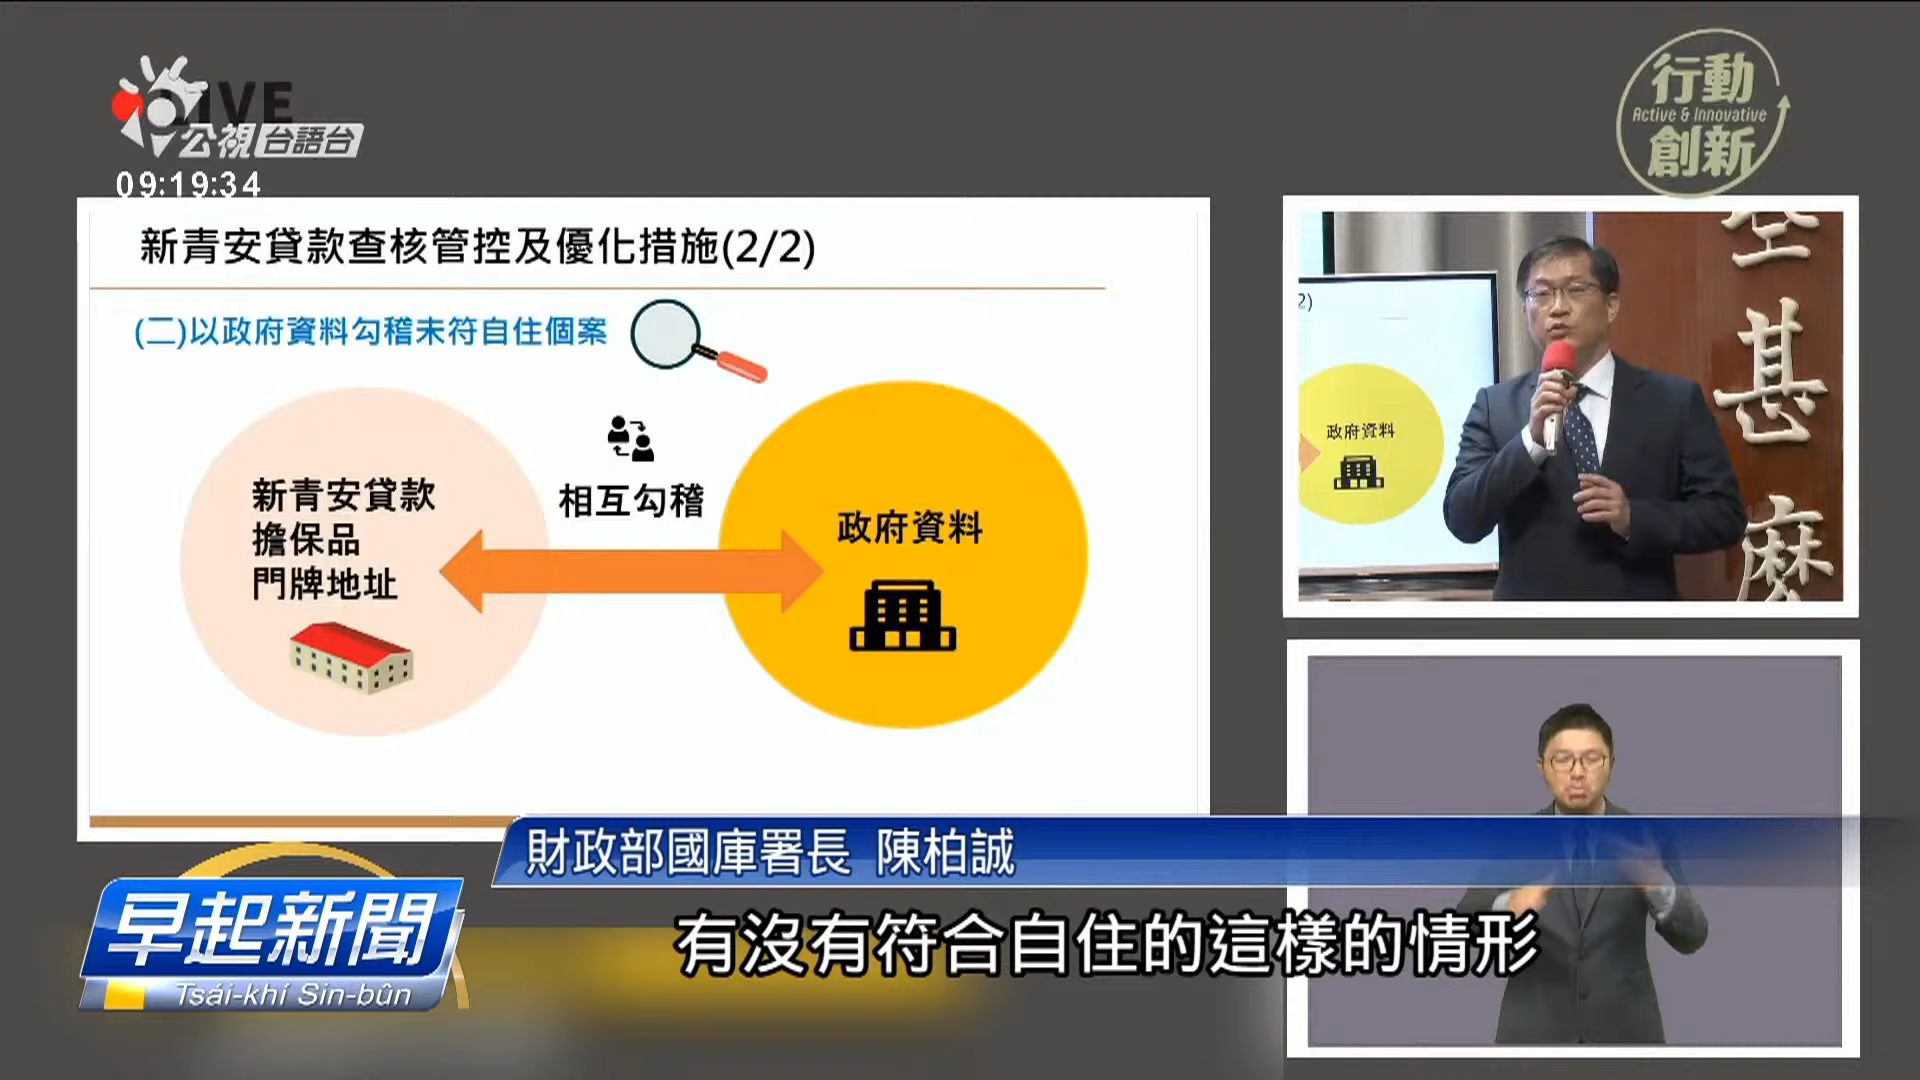 LIVE
公視台語台
09:19:34
行動
Active & Innovative
創新
新青安貸款查核管控及優化措施(2/2)
(二)以政府資料勾稽未符自住個案
相互勾稽
新青安貸款
擔保品
門牌地址
政府資料
2)
政府資料
甚
麼
財政部國庫署長 陳柏誠
早起新聞
Tsái-khí Sin-bûn
有沒有符合自住的這樣的情形